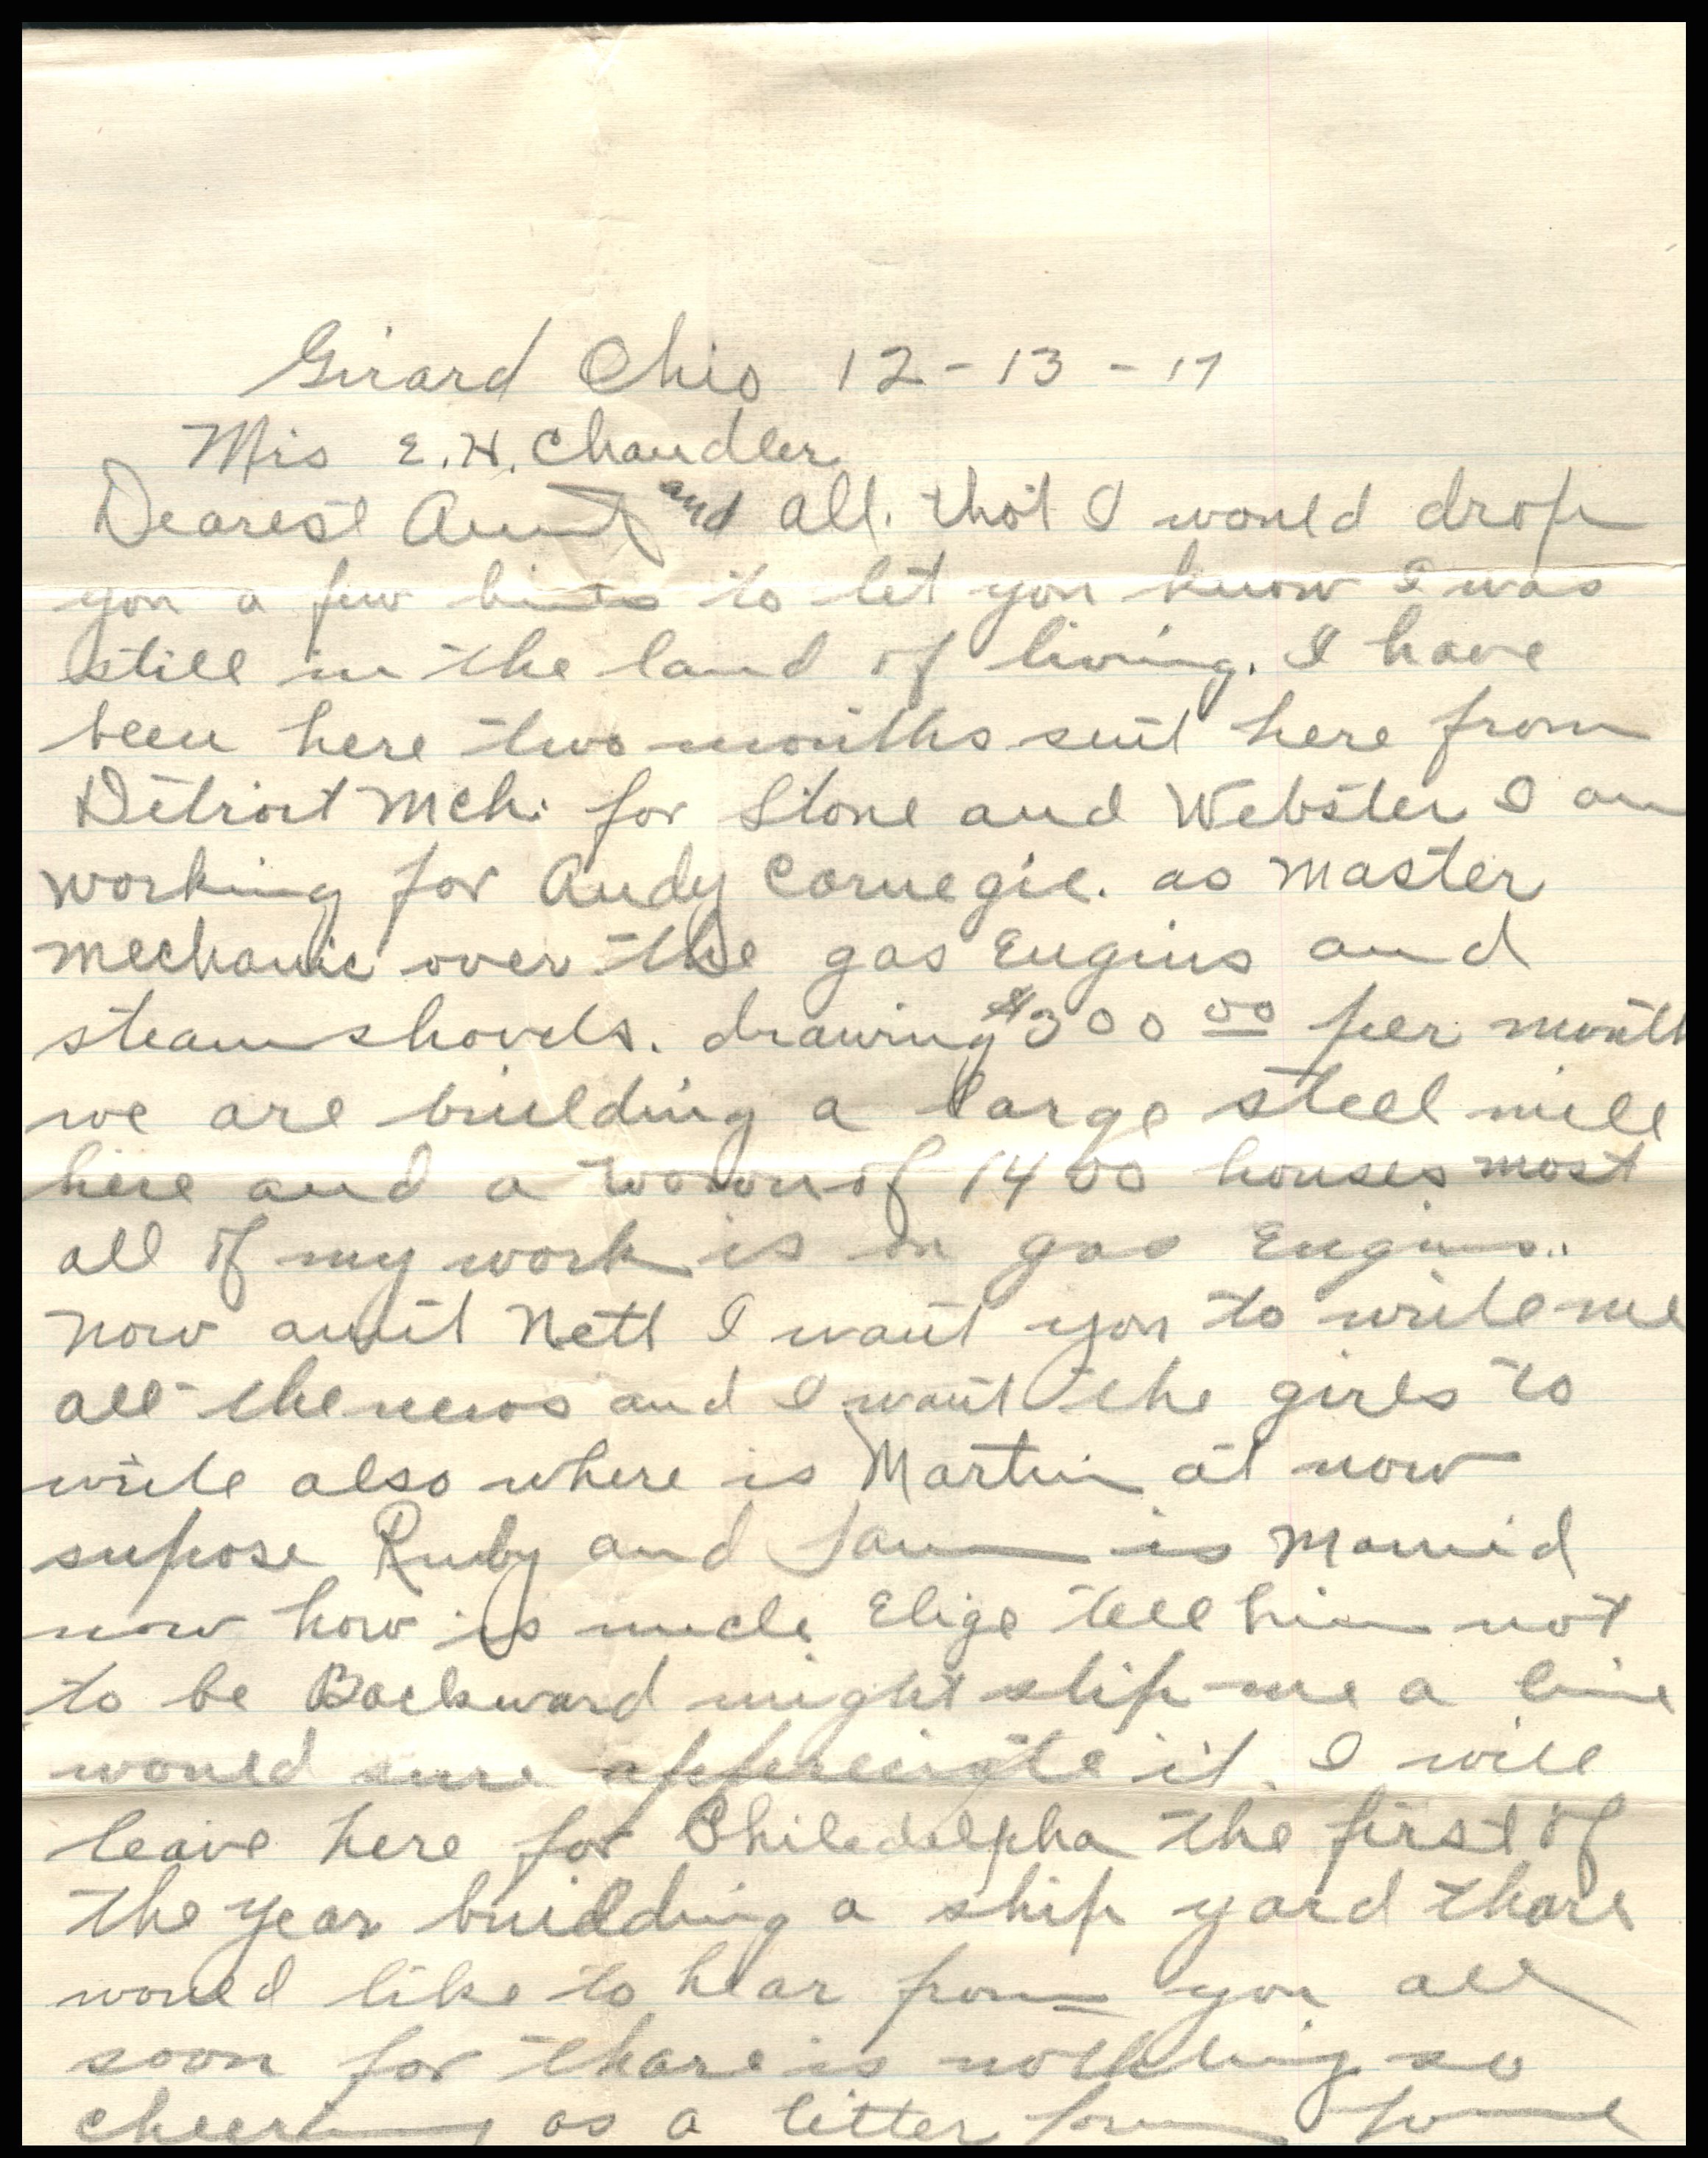 Girard Ohio 12-13-17
Mrs E.H. Chandler
Dearest Aunt and all. that I would drop
you a few lines to let you know I was
still in the land of living. I have
been here two months sent here from
Detroit Mch. for Stone and Webster I am
working for Andy Carnegie. as Master
mechanic over the gas Engins and
steam shovels. drawing $300 00 per month
we are building a large steel mill
here and a town of 1400 houses most
all of my work is on gas Engins..
now aunt Nett I want you to write me
all the news and I want the girls to
write also where is Martin at now
supose Ruby and is Married
now how is uncle Elige tell him not
to be Backward might slip me a line
would sure appreciate it. I will
leave here for Philadelpha the first of
the year building a ship yard thare
would like to hear from you all
soon for thare is nothing so
cheering as a letter from home